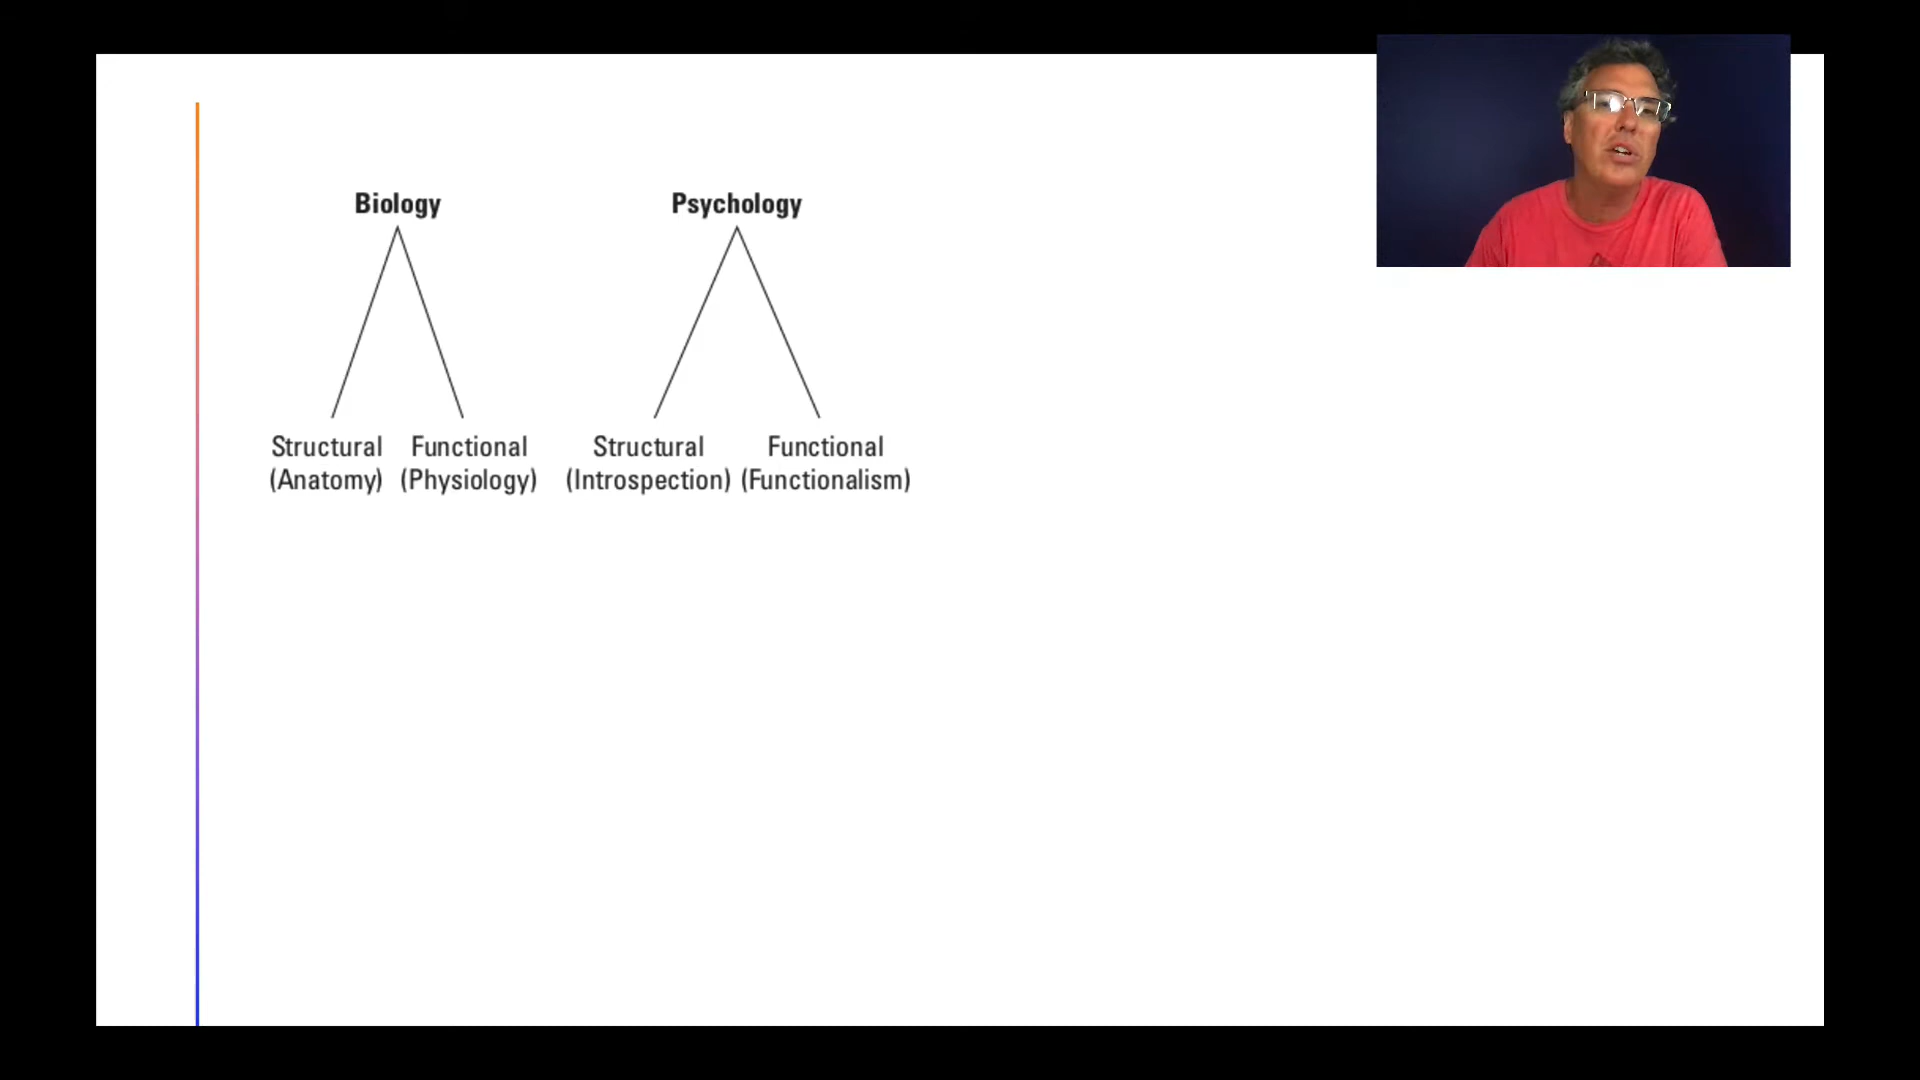 Biology
Psychology
Structural
(Anatomy)
Functional
(Physiology)
Structural
(Introspection)
Functional
(Functionalism)